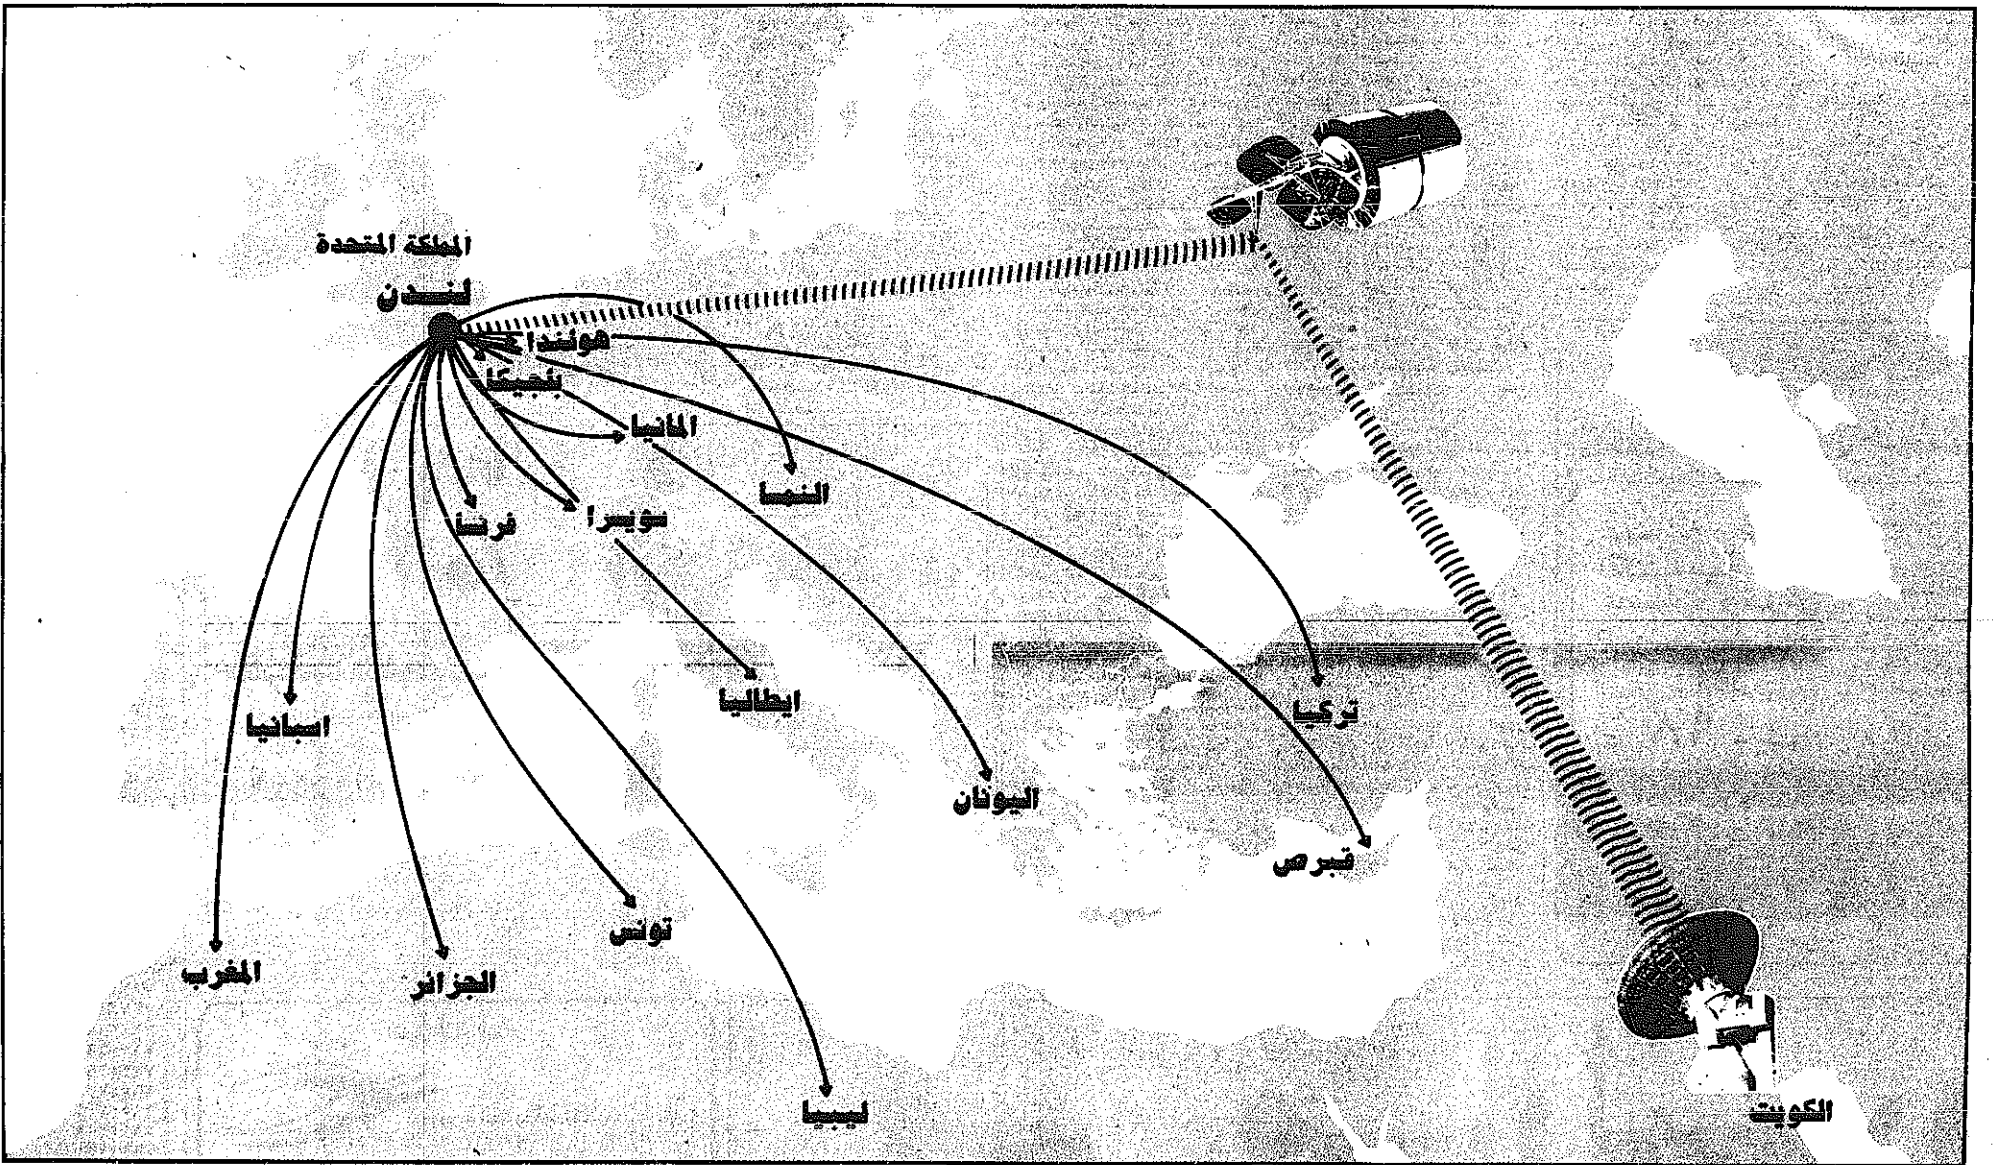 المملكة المتحدة
لندن
هولندا
بلجيكا
المانيا
النمسا
فرنسا
سويسرا
ايطاليا
اسبانيا
تركيا
اليونان
قبرص
تونس
المغرب
الجزائر
ليبيا
الكويت